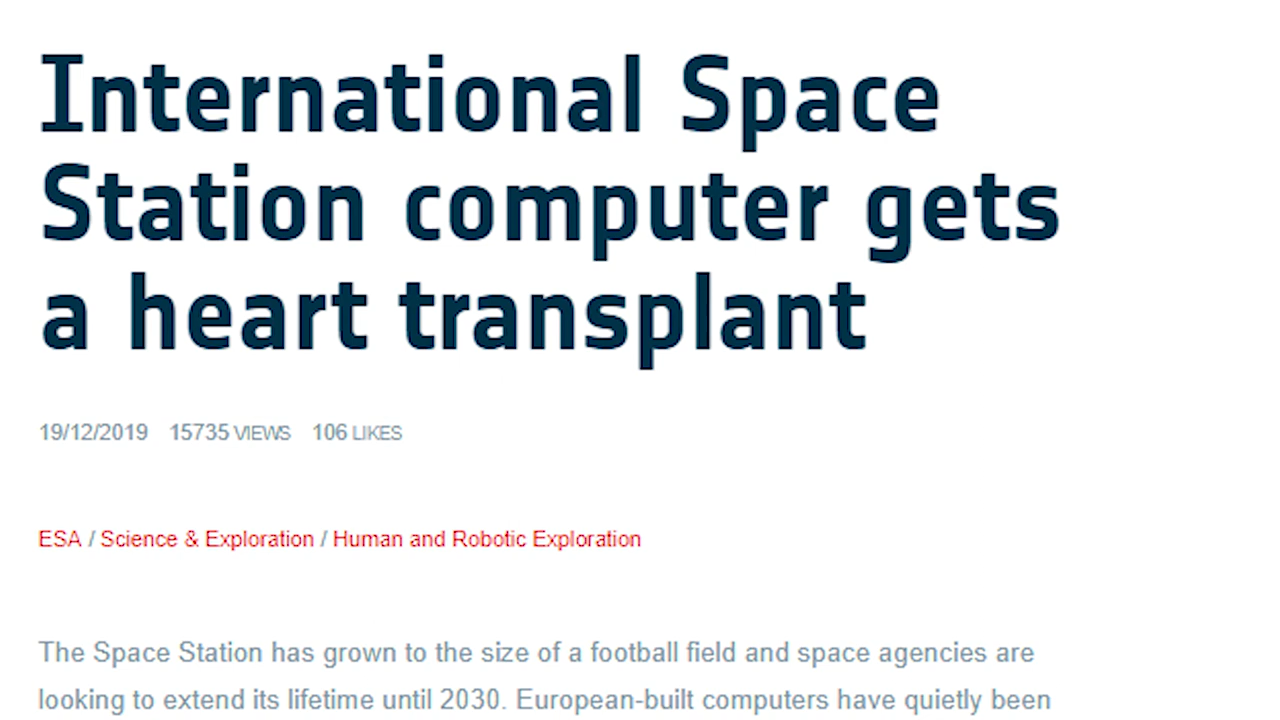 International Space
Station computer gets
a heart transplant
19/12/2019 15735 VIEWS 106 LIKES
ESA / Science & Exploration / Human and Robotic Exploration
The Space Station has grown to the size of a football field and space agencies are
looking to extend its lifetime until 2030. European-built computers have quietly been